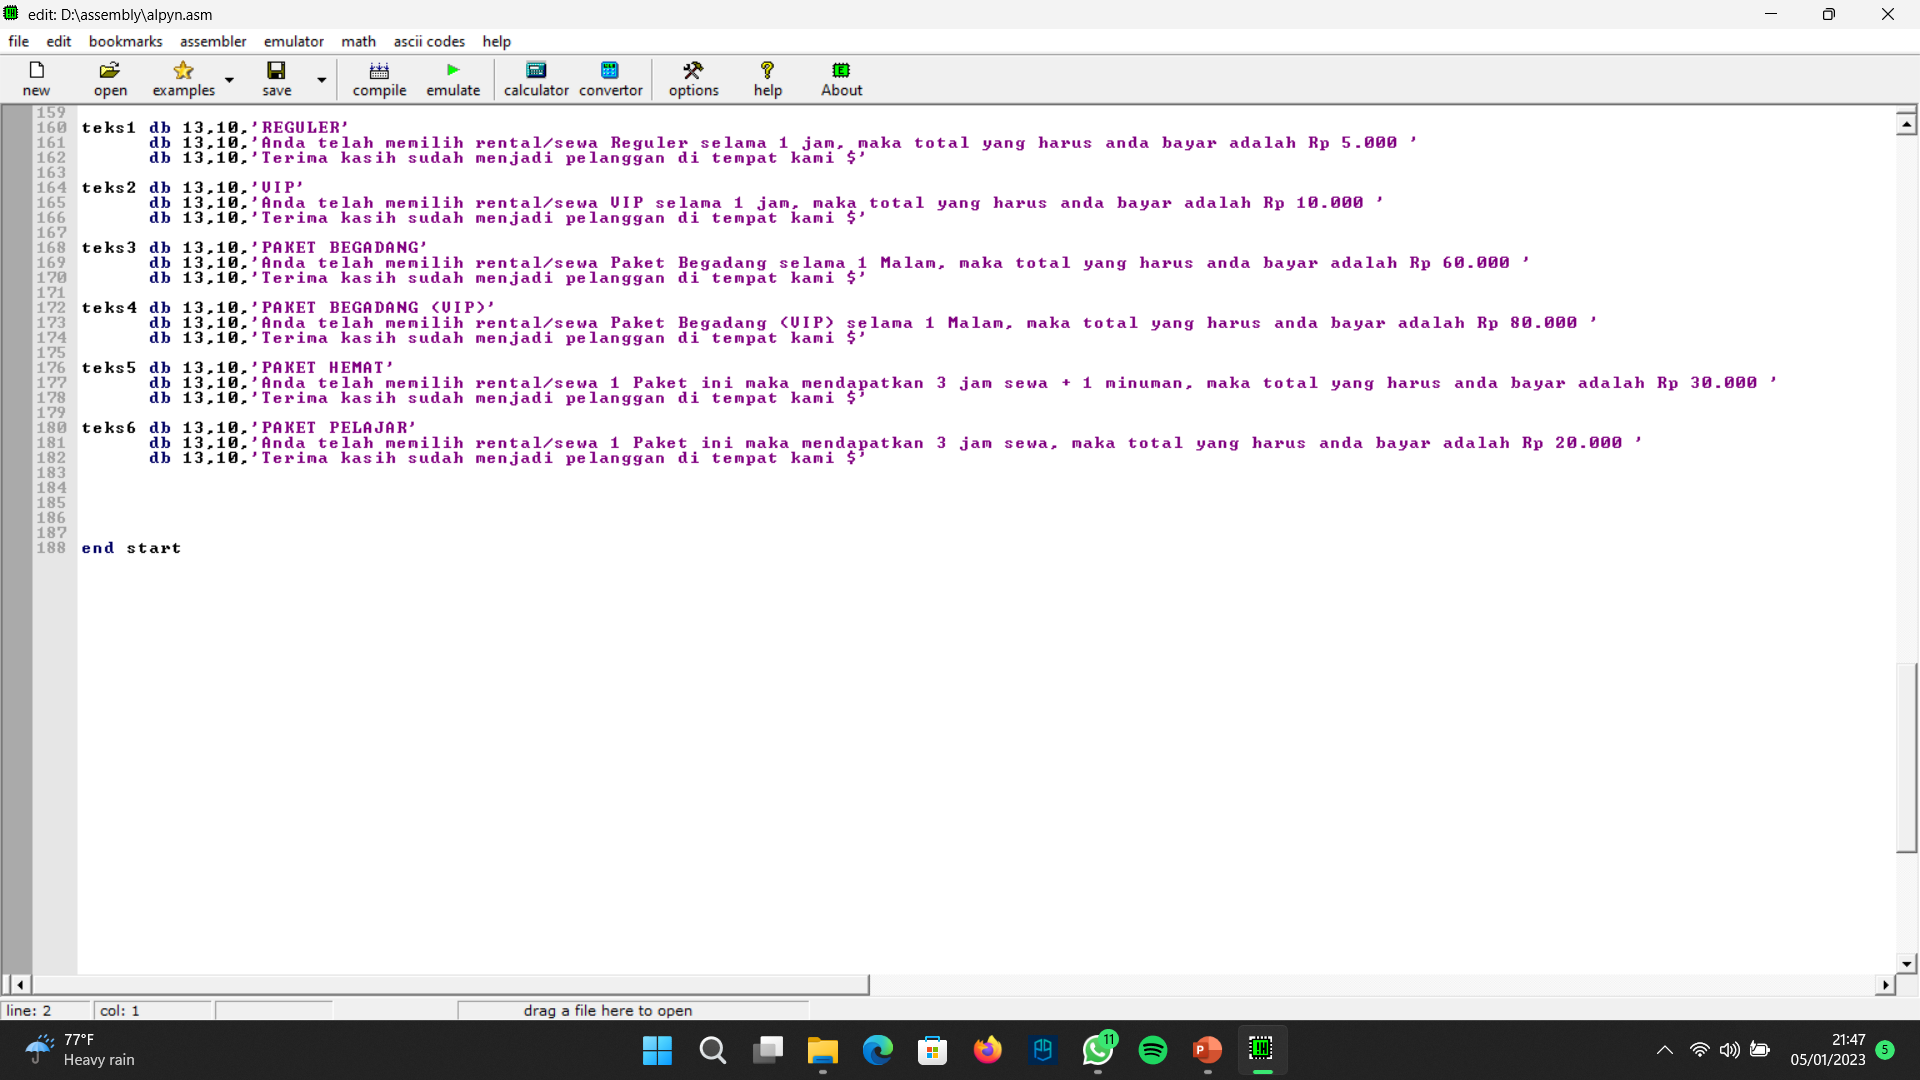 edit: D:\assembly\alpyn.asm
file edit bookmarks assembler emulator math ascii codes help
new open examples save compile emulate calculator convertor options help About
159
160 teks1 db 13,10,'REGULER'
161 db 13,10,'Anda telah memilih rental/sewa Reguler selama 1 jam, maka total yang harus anda bayar adalah Rp 5.000 '
162 db 13,10,'Terima kasih sudah menjadi pelanggan di tempat kami $'
163
164 teks2 db 13,10,'VIP'
165 db 13,10,'Anda telah memilih rental/sewa VIP selama 1 jam, maka total yang harus anda bayar adalah Rp 10.000 '
166 db 13,10,'Terima kasih sudah menjadi pelanggan di tempat kami $'
167
168 teks3 db 13,10,'PAKET BEGADANG'
169 db 13,10,'Anda telah memilih rental/sewa Paket Begadang selama 1 Malam, maka total yang harus anda bayar adalah Rp 60.000 '
170 db 13,10,'Terima kasih sudah menjadi pelanggan di tempat kami $'
171
172 teks4 db 13,10,'PAKET BEGADANG (VIP)'
173 db 13,10,'Anda telah memilih rental/sewa Paket Begadang (VIP) selama 1 Malam, maka total yang harus anda bayar adalah Rp 80.000 '
174 db 13,10,'Terima kasih sudah menjadi pelanggan di tempat kami $'
175
176 teks5 db 13,10,'PAKET HEMAT'
177 db 13,10,'Anda telah memilih rental/sewa 1 Paket ini maka mendapatkan 3 jam sewa + 1 minuman, maka total yang harus anda bayar adalah Rp 30.000 '
178 db 13,10,'Terima kasih sudah menjadi pelanggan di tempat kami $'
179
180 teks6 db 13,10,'PAKET PELAJAR'
181 db 13,10,'Anda telah memilih rental/sewa 1 Paket ini maka mendapatkan 3 jam sewa, maka total yang harus anda bayar adalah Rp 20.000 '
182 db 13,10,'Terima kasih sudah menjadi pelanggan di tempat kami $'
183
184
185
186
187
188 end start
line: 2 col: 1 drag a file here to open
77°F
Heavy rain
11
21:47
05/01/2023 5